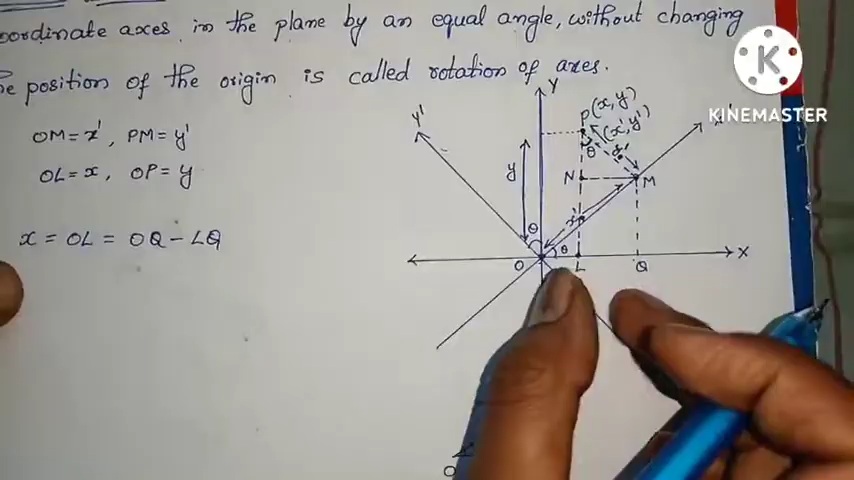 oordinate axes in the plane by an equal angle, without changing
he position of the origin is called rotation of axes.
OM = x', PM = y'
OL = x, OP = y
x = OL = OQ - LQ
Y
Y'
P(x, y)
(x', y')
X'
θ
y'
y
N
M
x'
θ
θ
O
L
Q
X
K
KINEMASTER